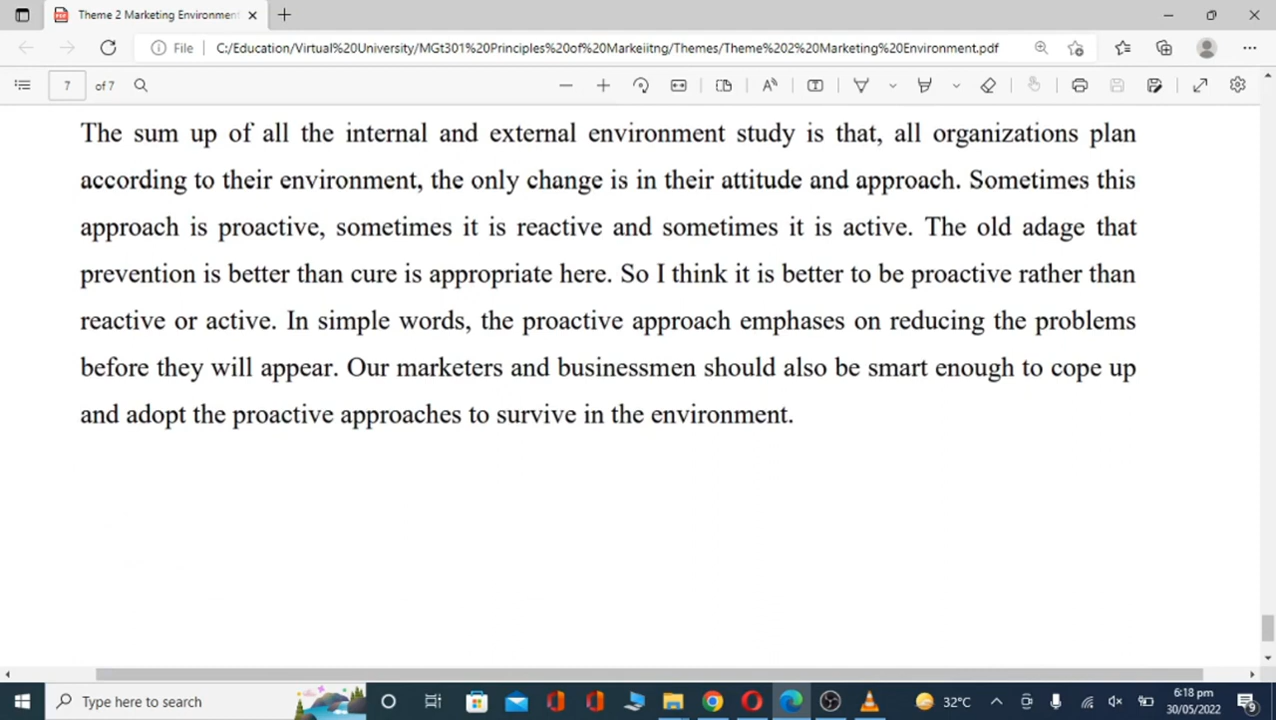 Theme 2 Marketing Environment
File
C:/Education/Virtual%20University/MGt301%20Principles%20of%20Markeiitng/Themes/Theme%202%20Marketing%20Environment.pdf
7 of 7
The sum up of all the internal and external environment study is that, all organizations plan
according to their environment, the only change is in their attitude and approach. Sometimes this
approach is proactive, sometimes it is reactive and sometimes it is active. The old adage that
prevention is better than cure is appropriate here. So I think it is better to be proactive rather than
reactive or active. In simple words, the proactive approach emphases on reducing the problems
before they will appear. Our marketers and businessmen should also be smart enough to cope up
and adopt the proactive approaches to survive in the environment.
Type here to search
32°C
6:18 pm
30/05/2022
9